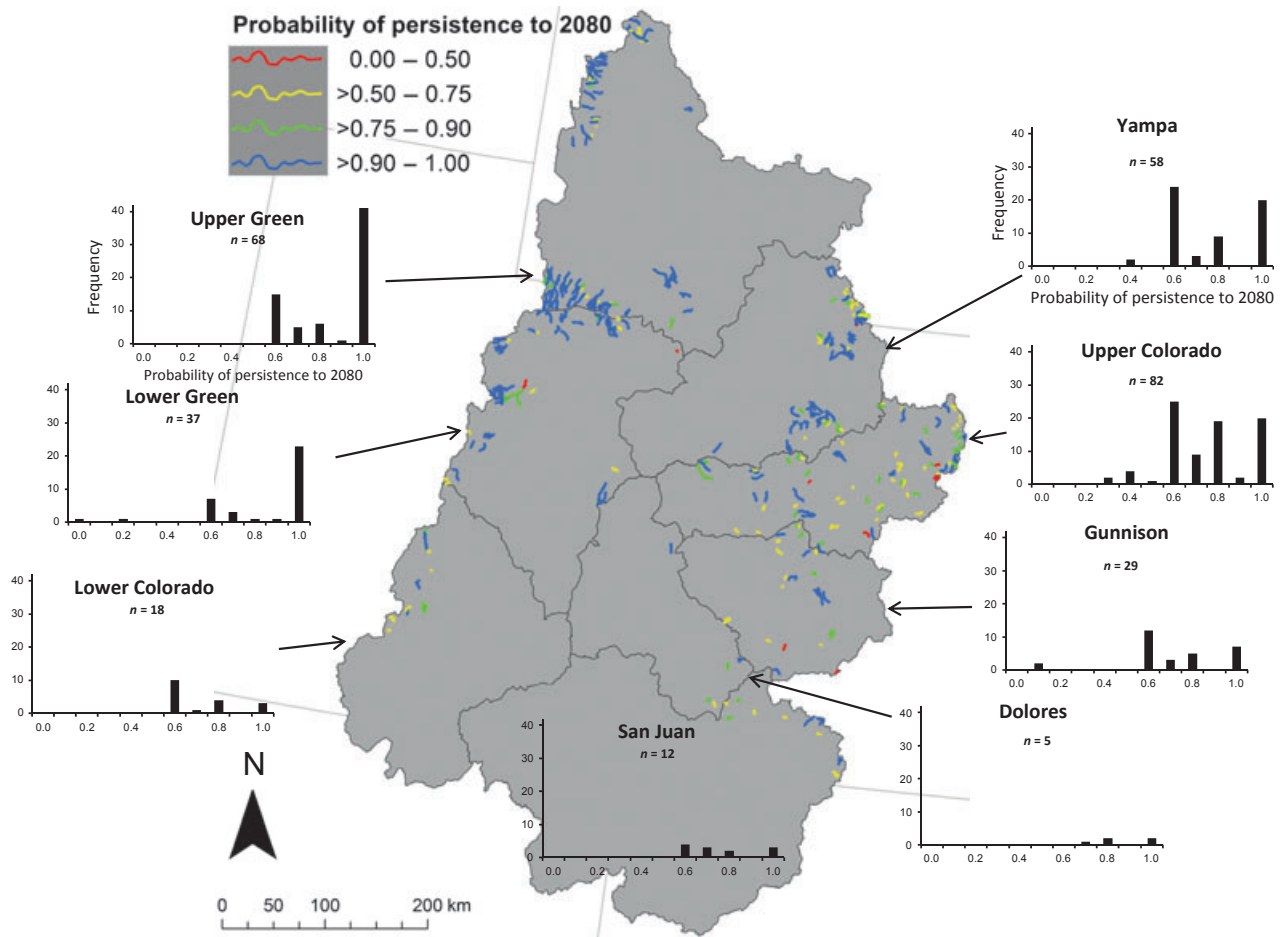 Probability of persistence to 2080
0.00 – 0.50
>0.50 – 0.75
>0.75 – 0.90
>0.90 – 1.00
Upper Green
n = 68
Frequency
40
30
20
10
0
0.0 0.2 0.4 0.6 0.8 1.0
Probability of persistence to 2080
Lower Green
n = 37
40
30
20
10
0
0.0 0.2 0.4 0.6 0.8 1.0
Lower Colorado
n = 18
40
30
20
10
0
0.0 0.2 0.4 0.6 0.8 1.0
N
0 50 100 200 km
San Juan
n = 12
40
30
20
10
0
0.0 0.2 0.4 0.6 0.8 1.0
Yampa
n = 58
Frequency
40
30
20
10
0
0.0 0.2 0.4 0.6 0.8 1.0
Probability of persistence to 2080
Upper Colorado
n = 82
40
30
20
10
0
0.0 0.2 0.4 0.6 0.8 1.0
Gunnison
n = 29
40
30
20
10
0
0.0 0.2 0.4 0.6 0.8 1.0
Dolores
n = 5
40
30
20
10
0
0.0 0.2 0.4 0.6 0.8 1.0